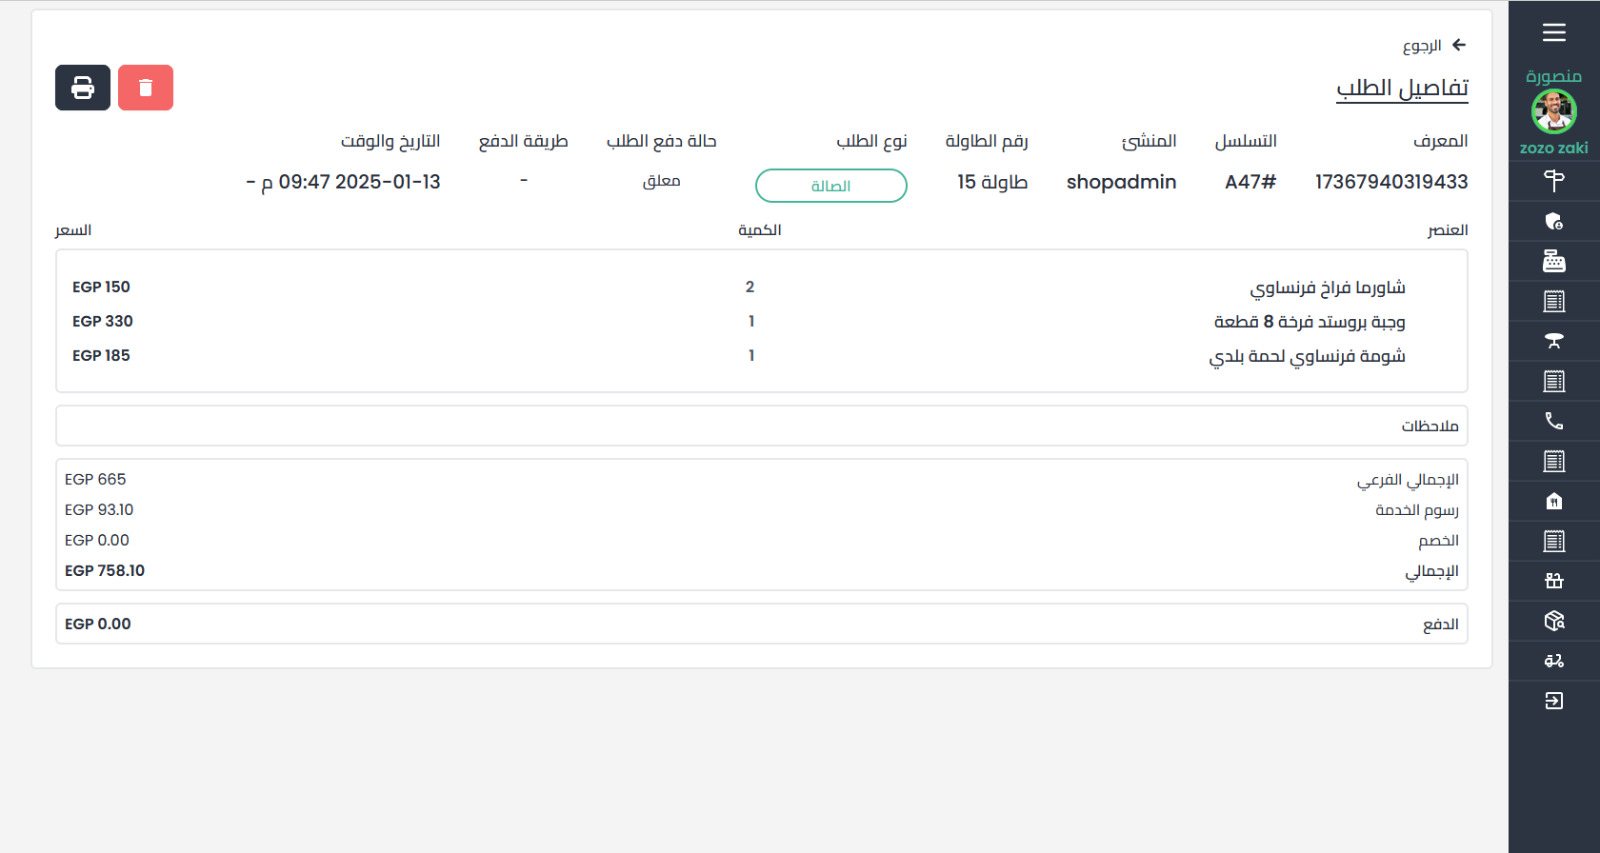 الرجوع
تفاصيل الطلب
المعرف التسلسل المنشئ رقم الطاولة نوع الطلب حالة دفع الطلب طريقة الدفع التاريخ والوقت
17367940319433 A47# shopadmin طاولة 15 الصالة معلق - 2025-01-13 09:47 م -
العنصر الكمية السعر
شاورما فراخ فرنساوي 2 EGP 150
وجبة بروستد فرخة 8 قطعة 1 EGP 330
شومة فرنساوي لحمة بلدي 1 EGP 185
ملاحظات
الإجمالي الفرعي EGP 665
رسوم الخدمة EGP 93.10
الخصم EGP 0.00
الإجمالي EGP 758.10
الدفع EGP 0.00
منصورة
zozo zaki